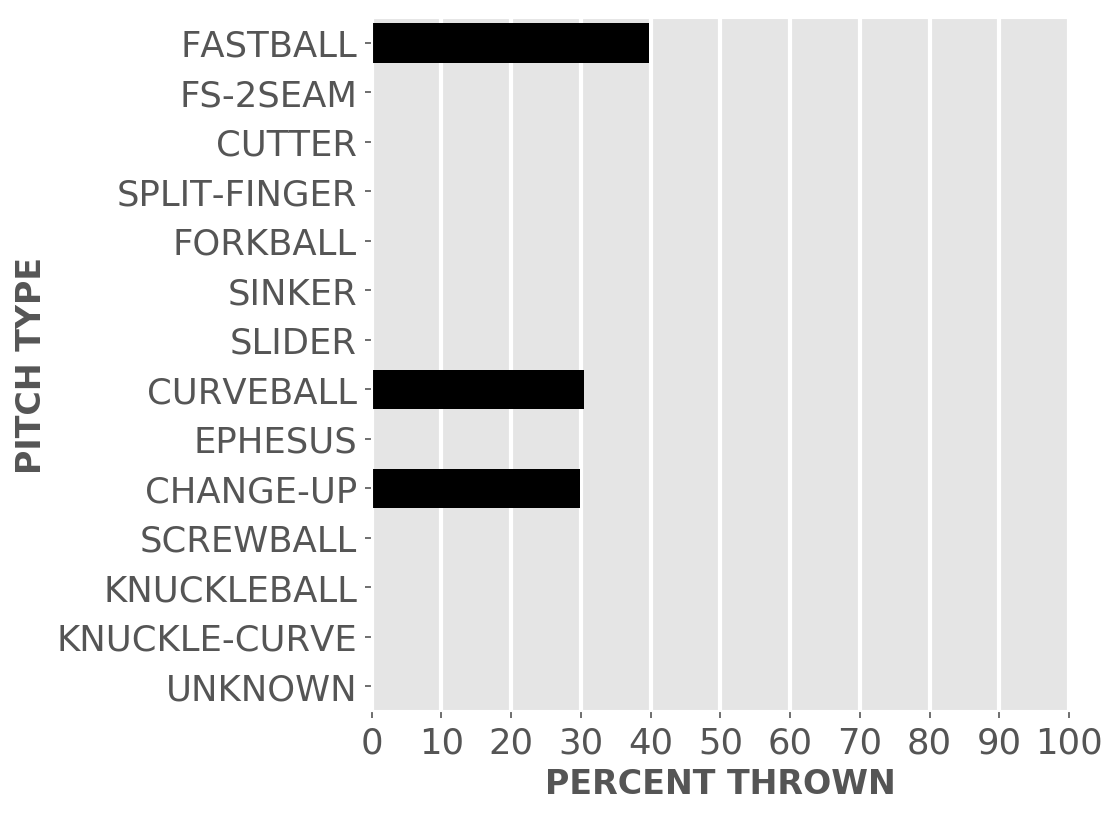 FASTBALL
FS-2SEAM
CUTTER
SPLIT-FINGER
FORKBALL
SINKER
SLIDER
CURVEBALL
EPHESUS
CHANGE-UP
SCREWBALL
KNUCKLEBALL
KNUCKLE-CURVE
UNKNOWN
PITCH TYPE
0 10 20 30 40 50 60 70 80 90 100
PERCENT THROWN